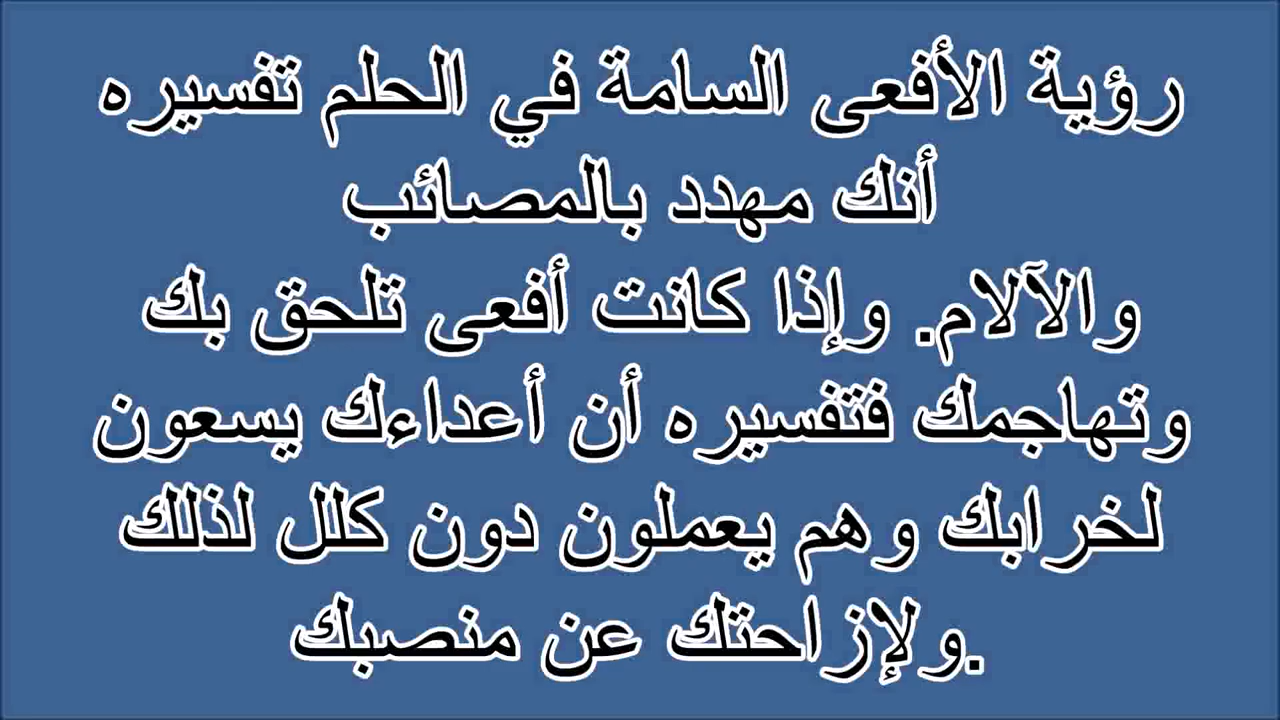 رؤية الأفعى السامة في الحلم تفسيره
أنك مهدد بالمصائب
والآلام. وإذا كانت أفعى تلحق بك
وتهاجمك فتفسيره أن أعداءك يسعون
لخرابك وهم يعملون دون كلل لذلك
.ولإزاحتك عن منصبك